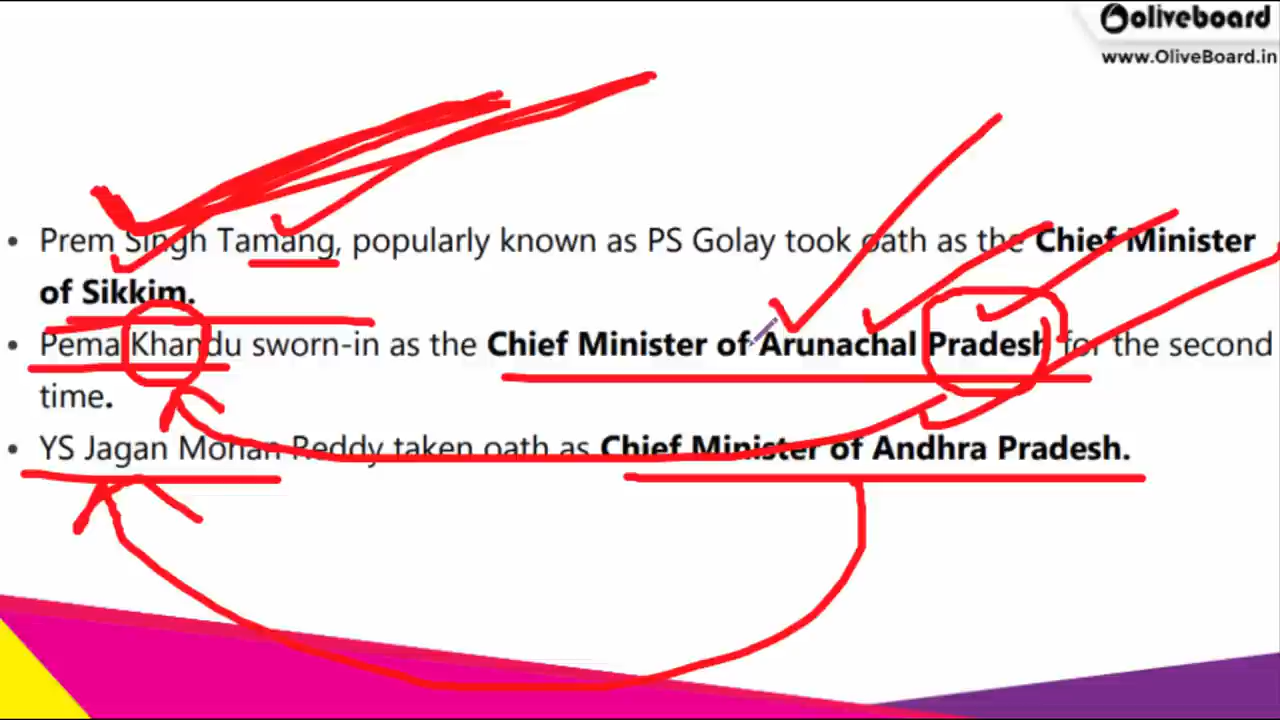 oliveboard
www.OliveBoard.in
• Prem Singh Tamang, popularly known as PS Golay took oath as the Chief Minister
of Sikkim.
• Pema Khandu sworn-in as the Chief Minister of Arunachal Pradesh for the second
time.
• YS Jagan Mohan Reddy taken oath as Chief Minister of Andhra Pradesh.